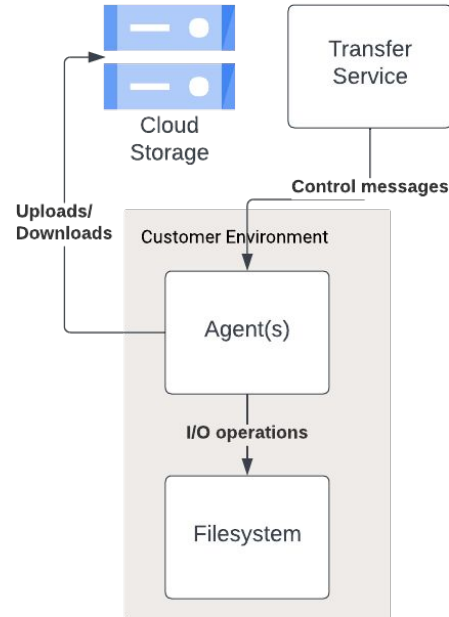 Transfer
Service
Cloud
Storage
Control messages
Uploads/
Downloads
Customer Environment
Agent(s)
I/O operations
Filesystem